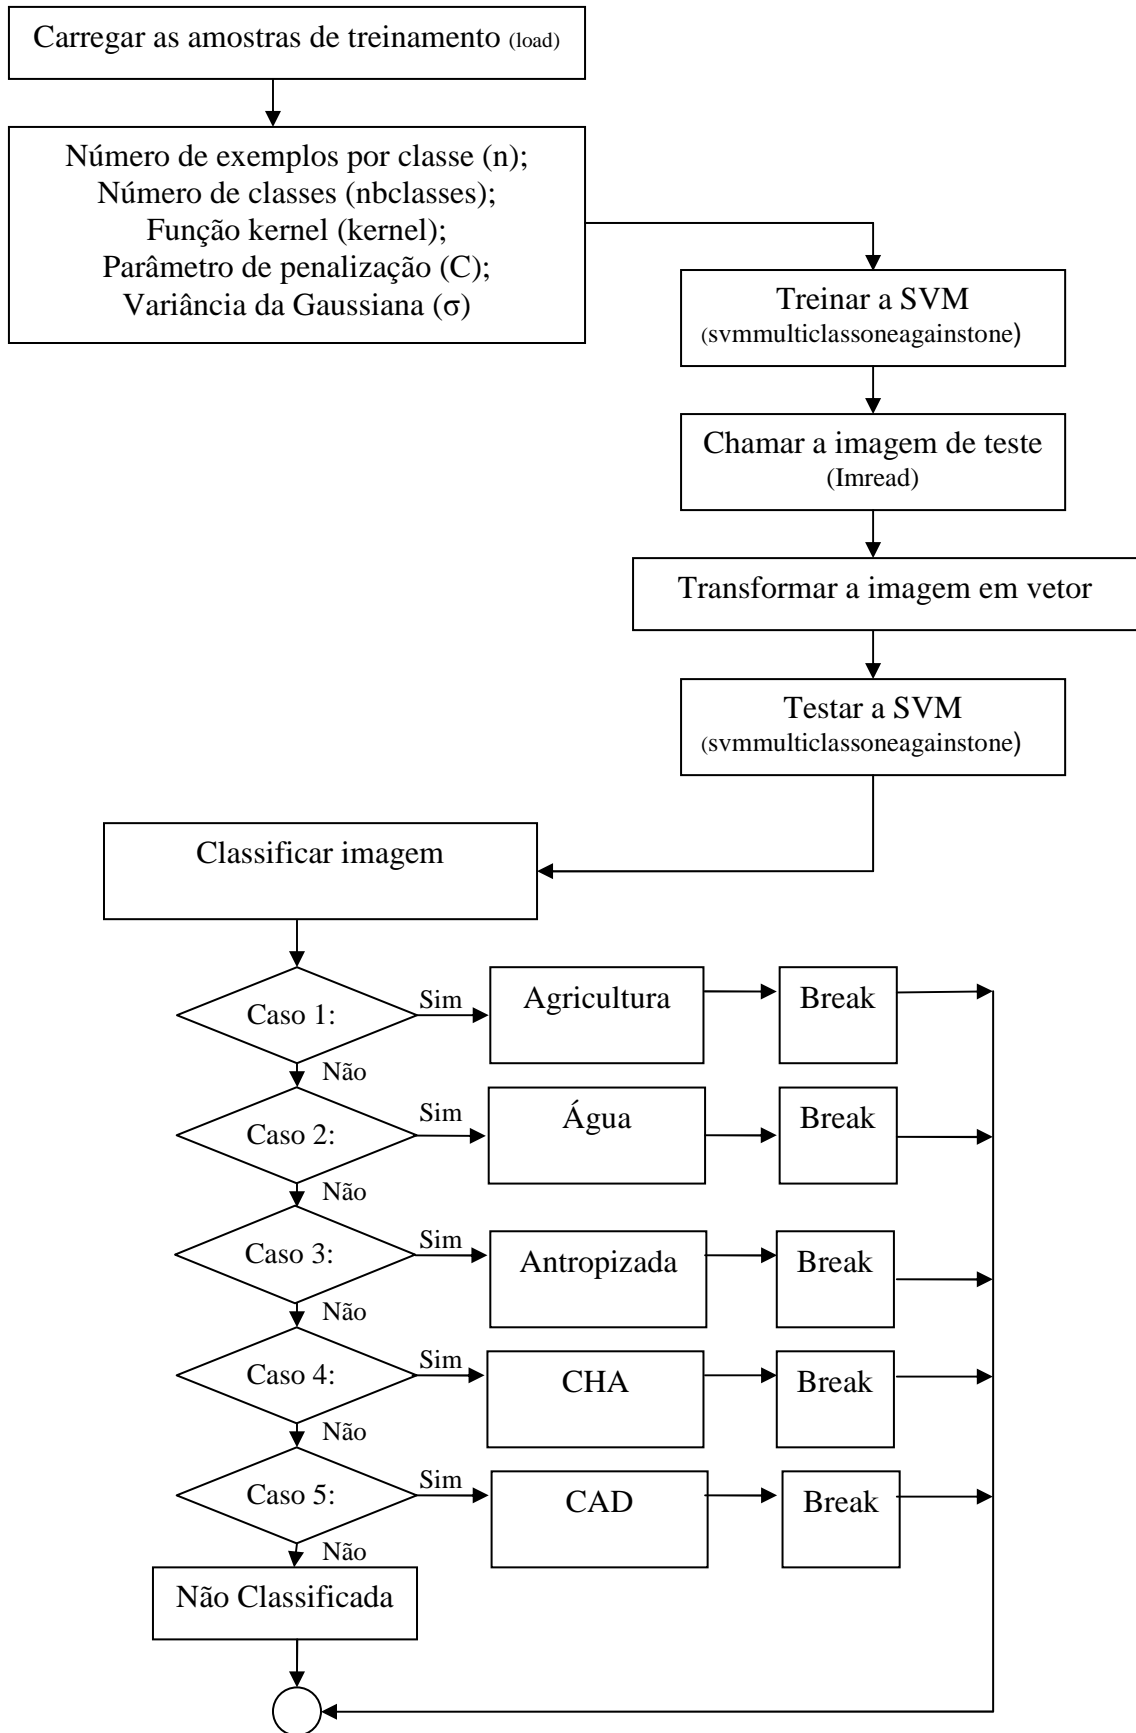 Carregar as amostras de treinamento (load)
Número de exemplos por classe (n);
Número de classes (nbclasses);
Função kernel (kernel);
Parâmetro de penalização (C);
Variância da Gaussiana (σ)
Treinar a SVM
(svmmulticlassoneagainstone)
Chamar a imagem de teste
(Imread)
Transformar a imagem em vetor
Testar a SVM
(svmmulticlassoneagainstone)
Classificar imagem
Caso 1:
Sim
Agricultura
Break
Não
Caso 2:
Sim
Água
Break
Não
Caso 3:
Sim
Antropizada
Break
Não
Caso 4:
Sim
CHA
Break
Não
Caso 5:
Sim
CAD
Break
Não
Não Classificada